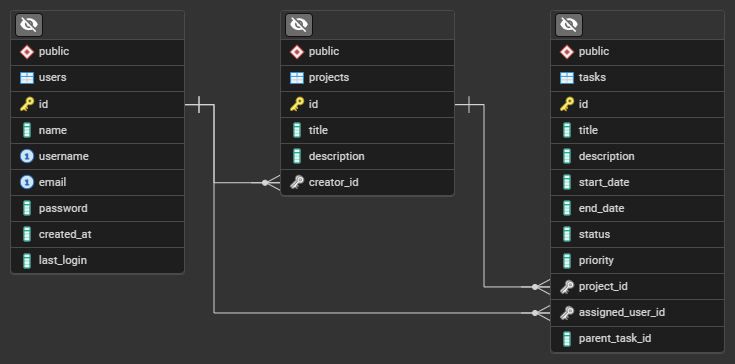 public
users
id
name
username
email
password
created_at
last_login
public
projects
id
title
description
creator_id
public
tasks
id
title
description
start_date
end_date
status
priority
project_id
assigned_user_id
parent_task_id